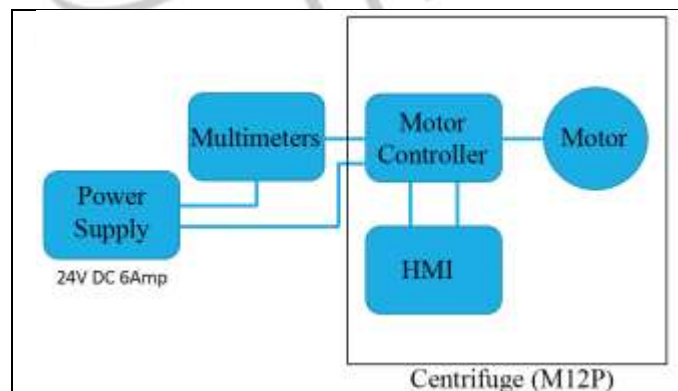 Multimeters
Motor
Controller
Motor
Power
Supply
24V DC 6Amp
HMI
Centrifuge (M12P)